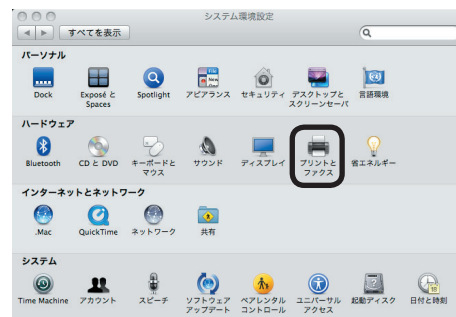 システム環境設定
すべてを表示
パーソナル
Dock
Exposé と
Spaces
Spotlight
アピアランス
セキュリティ
デスクトップと
スクリーンセーバ
言語環境
ハードウェア
Bluetooth
CD と DVD
キーボードと
マウス
サウンド
ディスプレイ
プリントと
ファクス
省エネルギー
インターネットとネットワーク
.Mac
QuickTime
ネットワーク
共有
システム
Time Machine
アカウント
スピーチ
ソフトウェア
アップデート
ペアレンタル
コントロール
ユニバーサル
アクセス
起動ディスク
日付と時刻